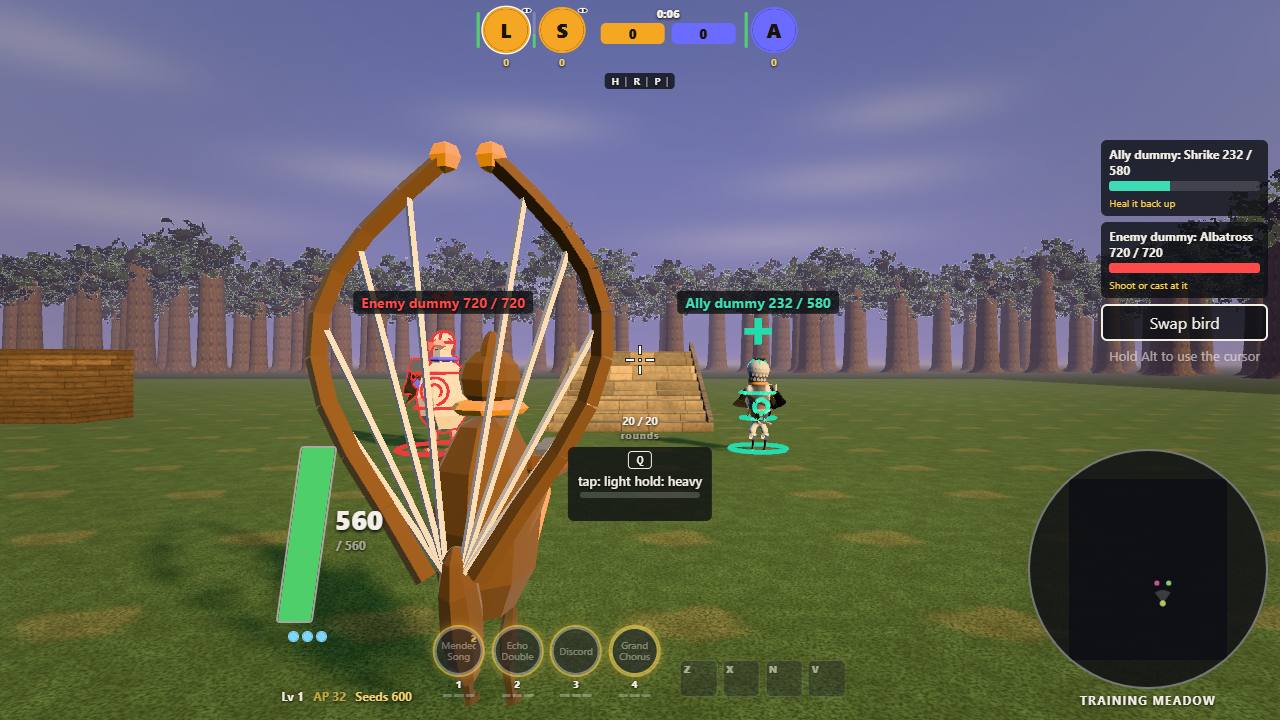 L
S
0:06
0
0
A
0
0
0
H | R | P |
Ally dummy: Shrike 232 /
580
Heal it back up
Enemy dummy: Albatross
720 / 720
Shoot or cast at it
Swap bird
Hold Alt to use the cursor
Enemy dummy 720 / 720
Ally dummy 232 / 580
20 / 20
rounds
Q
tap: light hold: heavy
560
/ 560
Mender
Song
2
Echo
Double
Discord
Grand
Chorus
1
2
3
4
Z
X
N
V
Lv 1
AP 32
Seeds 600
TRAINING MEADOW